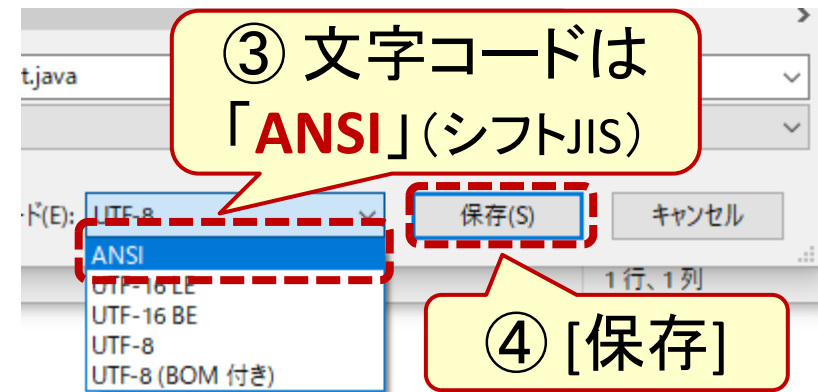 ③ 文字コードは
「ANSI」（シフトJIS）
t.java
ド(E):
UTF-8
保存(S)
キャンセル
ANSI
UTF-16 LE
UTF-16 BE
UTF-8
UTF-8 (BOM 付き)
1 行、1 列
④ [保存]